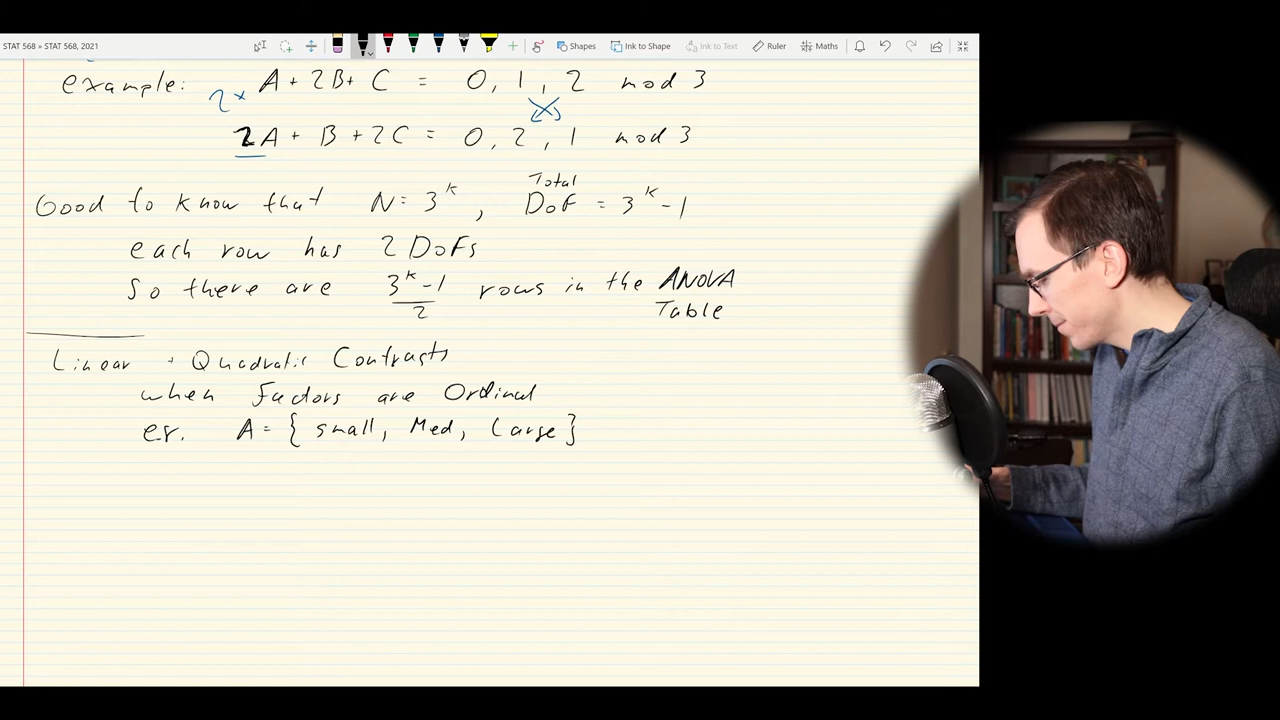 STAT 568 » STAT 568, 2021
Shapes
Ink to Shape
Ink to Text
Ruler
Maths
example: A + 2B + C = 0, 1, 2 mod 3
2×
2A + B + 2C = 0, 2, 1 mod 3
Good to know that N = 3^k, Total DoF = 3^k - 1
each row has 2 DoFs
So there are (3^k - 1)/2 rows in the ANOVA
Table
Linear + Quadratic Contrasts
when Factors are Ordinal
eg. A = { small, Med, Large }